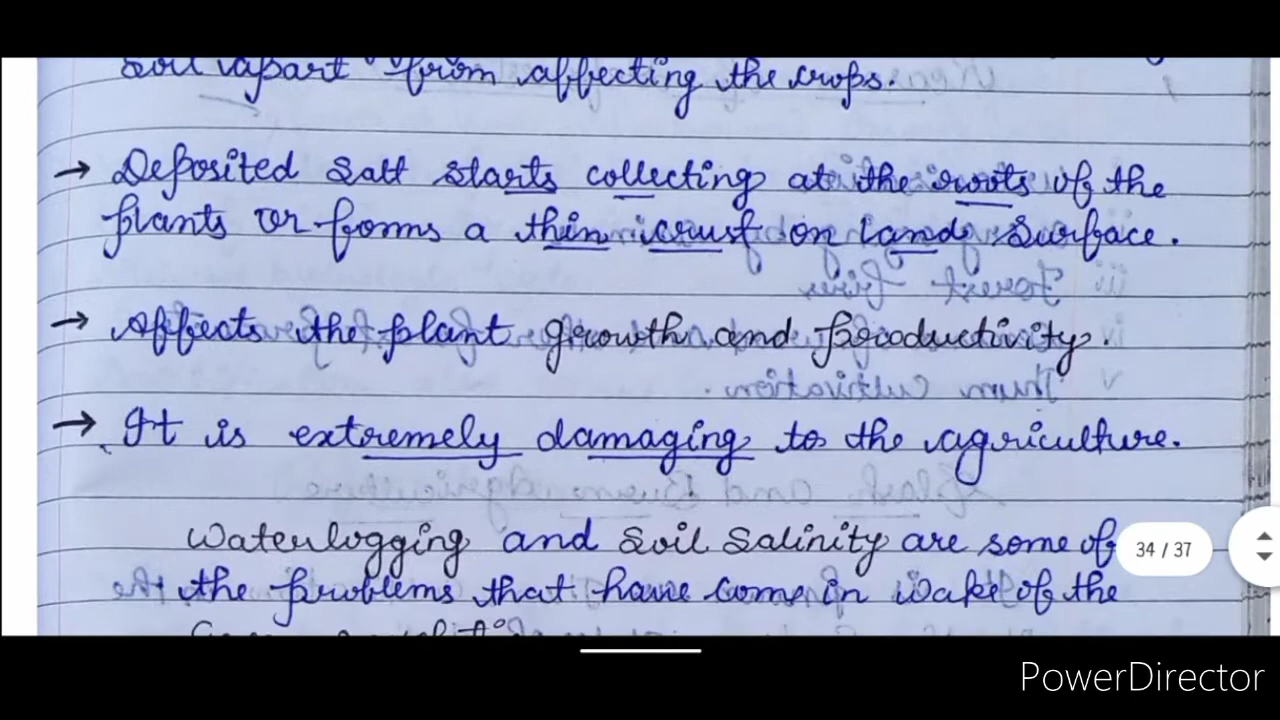 soil apart from affecting the crops.
→ Deposited salt starts collecting at the roots of the
plants or forms a thin crust on land surface.
→ Affects the plant growth and productivity.
→ It is extremely damaging to the agriculture.
Waterlogging and Soil Salinity are some of
34 / 37
the problems that have come in wake of the
PowerDirector